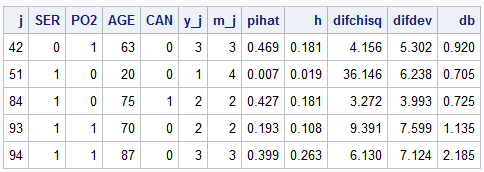 j SER PO2 AGE CAN y_j m_j pihat h difchisq difdev db
42 0 1 63 0 3 3 0.469 0.181 4.156 5.302 0.920
51 1 0 20 0 1 4 0.007 0.019 36.146 6.238 0.705
84 1 0 75 1 2 2 0.427 0.181 3.272 3.993 0.725
93 1 1 70 0 2 2 0.193 0.108 9.391 7.599 1.135
94 1 1 87 0 3 3 0.399 0.263 6.130 7.124 2.185